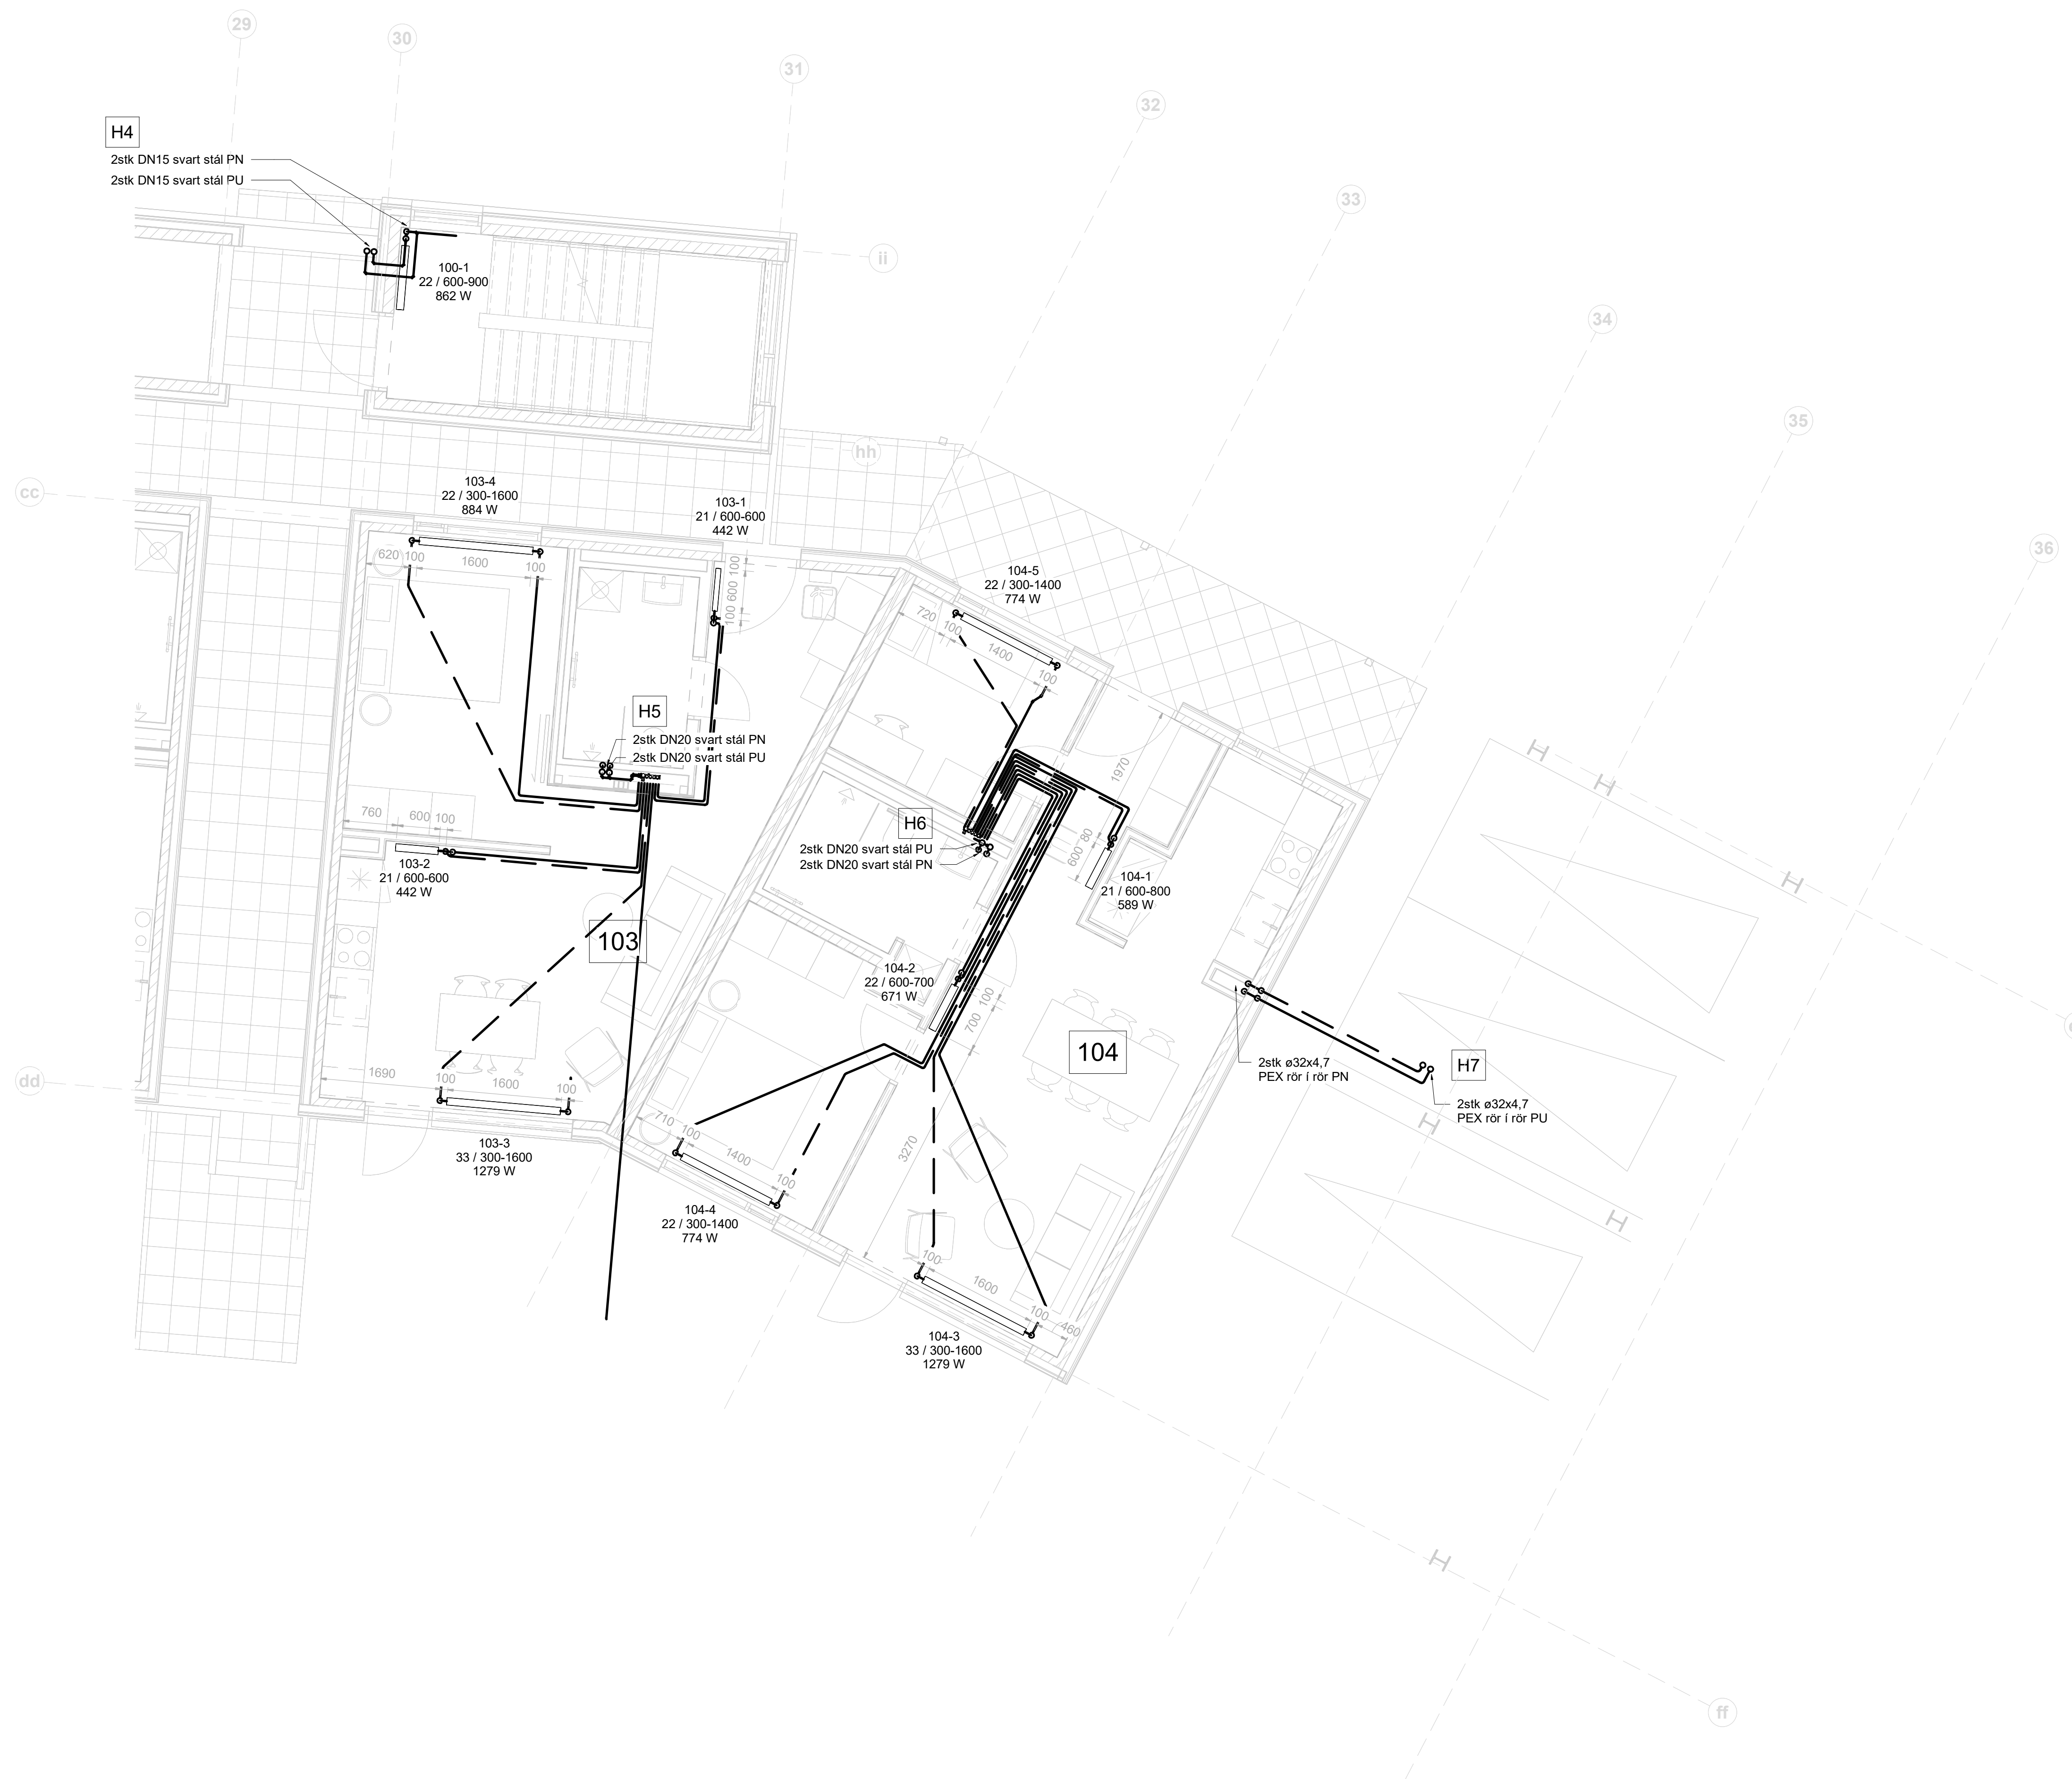 29
30
31
32
33
34
35
36
ii
hh
cc
dd
ff
H4
2stk DN15 svart stál PN
2stk DN15 svart stál PU
100-1
22 / 600-900
862 W
103-4
22 / 300-1600
884 W
103-1
21 / 600-600
442 W
620
100
1600
100
100
600
100
104-5
22 / 300-1400
774 W
720
100
1400
100
H5
2stk DN20 svart stál PN
2stk DN20 svart stál PU
1970
760
600
100
H6
2stk DN20 svart stál PU
2stk DN20 svart stál PN
80
600
103-2
21 / 600-600
442 W
104-1
21 / 600-800
589 W
103
104-2
22 / 600-700
671 W
100
700
104
2stk ø32x4,7
PEX rör í rör PN
H7
2stk ø32x4,7
PEX rör í rör PU
1690
100
1600
100
103-3
33 / 300-1600
1279 W
710
100
1400
100
3270
104-4
22 / 300-1400
774 W
100
1600
100
460
104-3
33 / 300-1600
1279 W
H
H
H
H
H
H